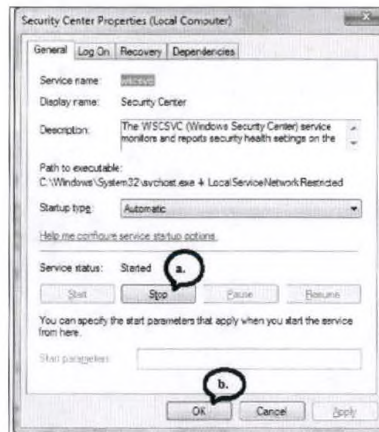 Security Center Properties (Local Computer)
General Log On Recovery Dependencies
Service name: wscsvc
Display name: Security Center
Description: The WSCSVC (Windows Security Center) service
monitors and reports security health settings on the
Path to executable:
C:\Windows\System32\svchost.exe -k LocalServiceNetworkRestricted
Startup type: Automatic
Help me configure service startup options.
Service status: Started
a.
Start Stop Pause Resume
You can specify the start parameters that apply when you start the service
from here.
Start parameters:
b.
OK Cancel Apply